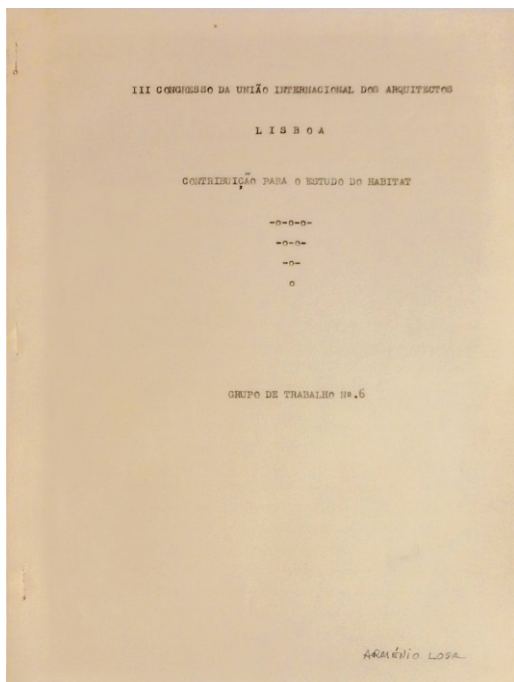 III CONGRESSO DA UNIÃO INTERNACIONAL DOS ARQUITECTOS
L I S B O A
CONTRIBUIÇÃO PARA O ESTUDO DO HABITAT
-o-o-o-
-o-o-
-o-
o
GRUPO DE TRABALHO Nº.6
ARMÉNIO LOSA